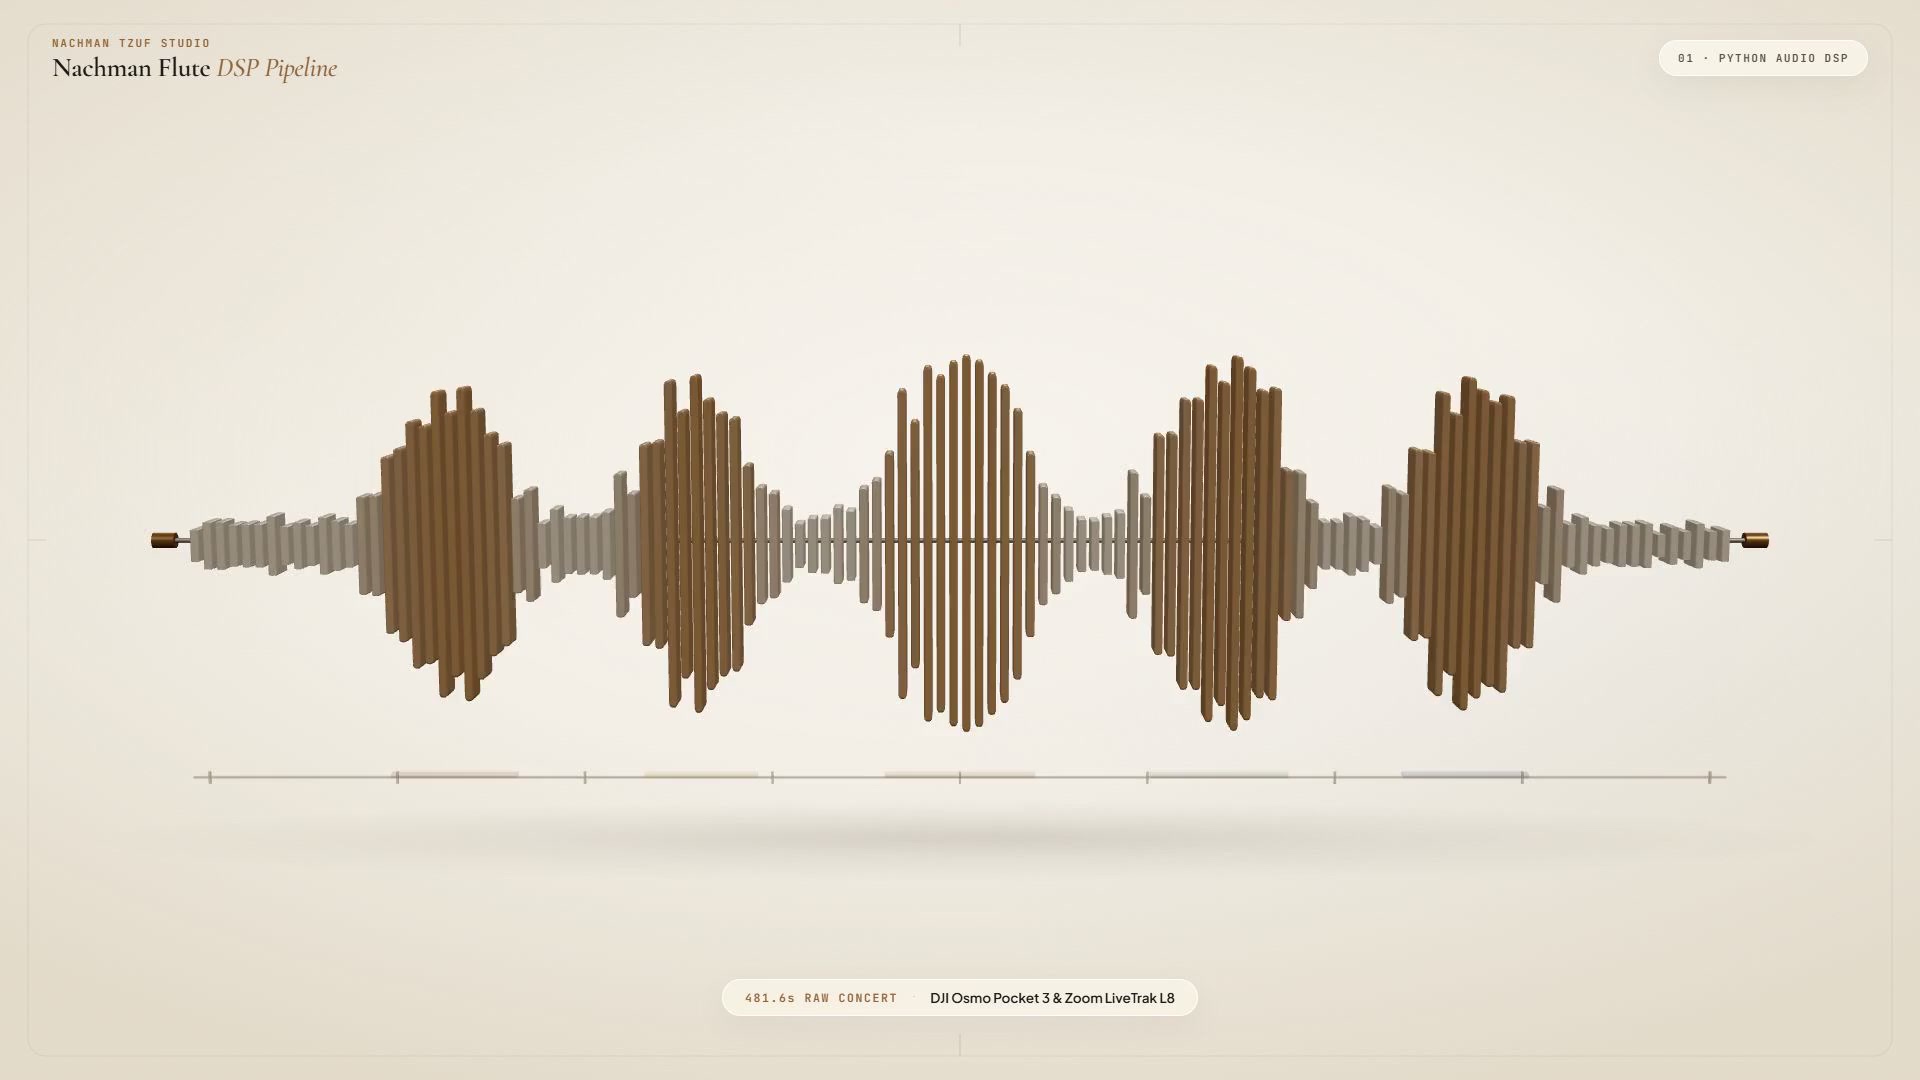 NACHMAN TZUF STUDIO
Nachman Flute DSP Pipeline
01 · PYTHON AUDIO DSP
481.6s RAW CONCERT · DJI Osmo Pocket 3 & Zoom LiveTrak L8